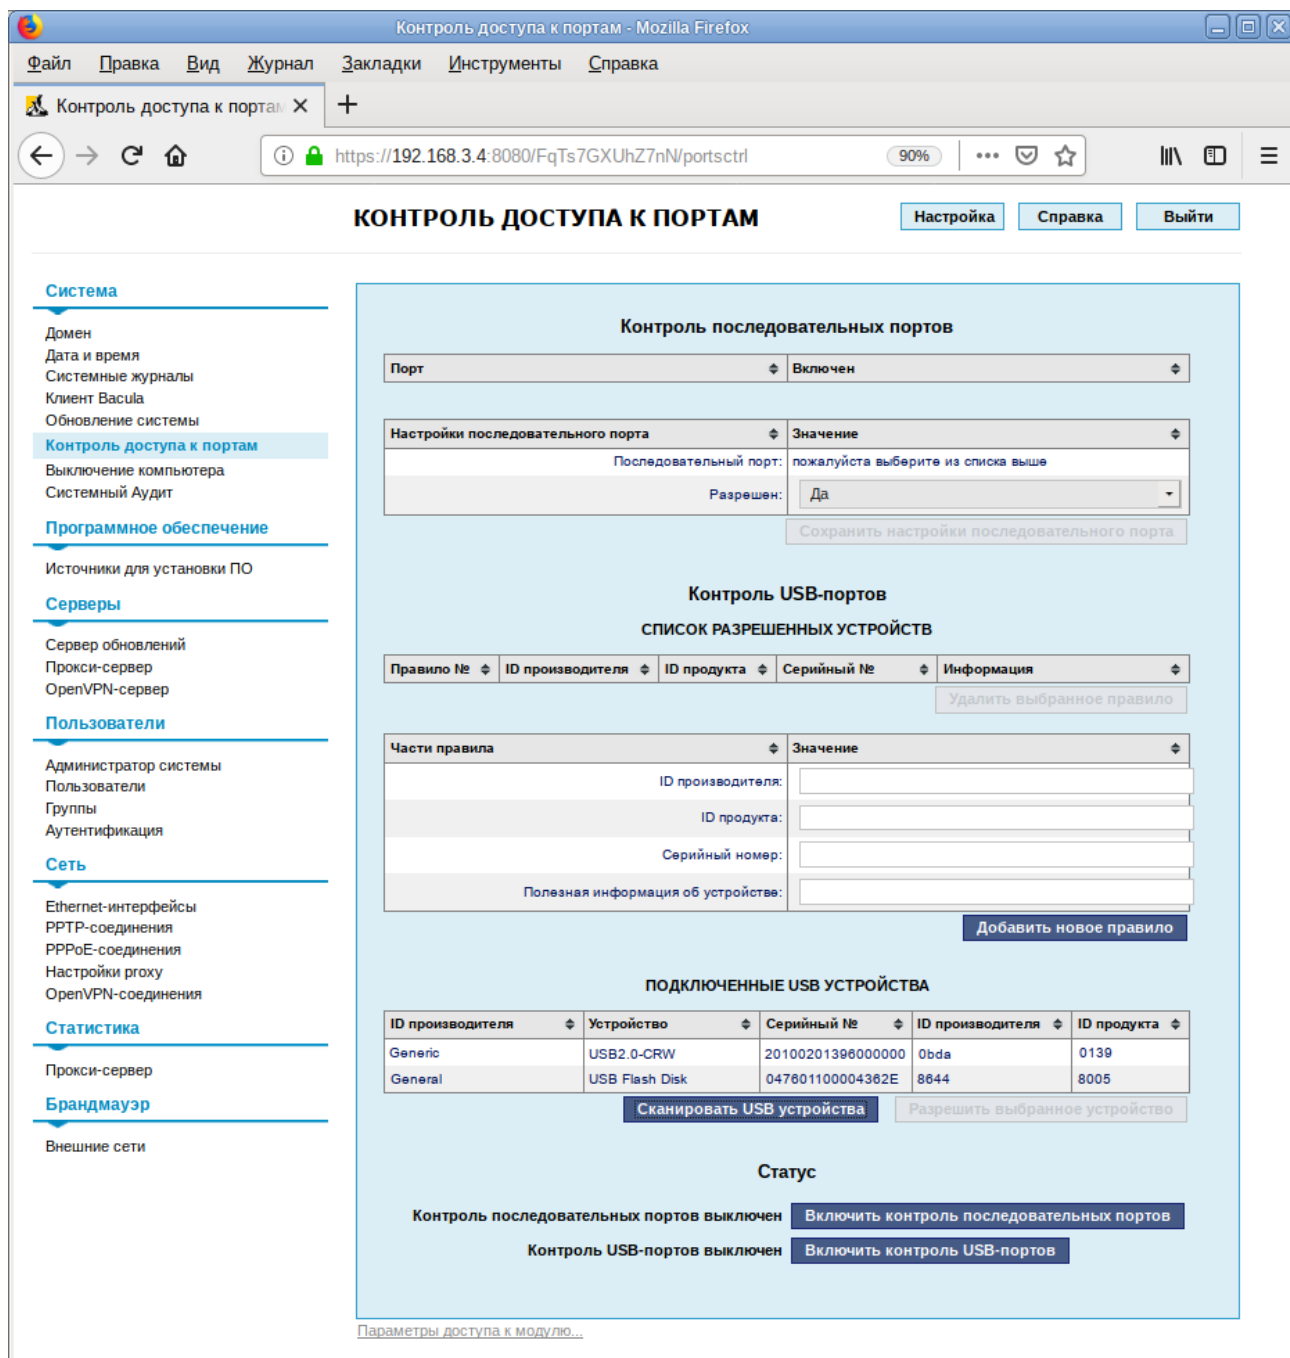 Контроль доступа к портам - Mozilla Firefox
Файл Правка Вид Журнал Закладки Инструменты Справка
Контроль доступа к портам
https://192.168.3.4:8080/FqTs7GXUhZ7nN/portsctrl 90%
КОНТРОЛЬ ДОСТУПА К ПОРТАМ Настройка Справка Выйти
Система
Домен
Дата и время
Системные журналы
Клиент Bacula
Обновление системы
Контроль доступа к портам
Выключение компьютера
Системный Аудит
Программное обеспечение
Источники для установки ПО
Серверы
Сервер обновлений
Прокси-сервер
OpenVPN-сервер
Пользователи
Администратор системы
Пользователи
Группы
Аутентификация
Сеть
Ethernet-интерфейсы
PPTP-соединения
PPPoE-соединения
Настройки proxy
OpenVPN-соединения
Статистика
Прокси-сервер
Брандмауэр
Внешние сети
Контроль последовательных портов
Порт Включен
Настройки последовательного порта Значение
Последовательный порт: пожалуйста выберите из списка выше
Разрешен: Да
Сохранить настройки последовательного порта
Контроль USB-портов
СПИСОК РАЗРЕШЕННЫХ УСТРОЙСТВ
Правило № ID производителя ID продукта Серийный № Информация
Удалить выбранное правило
Части правила Значение
ID производителя:
ID продукта:
Серийный номер:
Полезная информация об устройстве:
Добавить новое правило
ПОДКЛЮЧЕННЫЕ USB УСТРОЙСТВА
ID производителя Устройство Серийный № ID производителя ID продукта
Generic USB2.0-CRW 20100201396000000 0bda 0139
General USB Flash Disk 047601100004362E 8644 8005
Сканировать USB устройства Разрешить выбранное устройство
Статус
Контроль последовательных портов выключен Включить контроль последовательных портов
Контроль USB-портов выключен Включить контроль USB-портов
Параметры доступа к модулю...